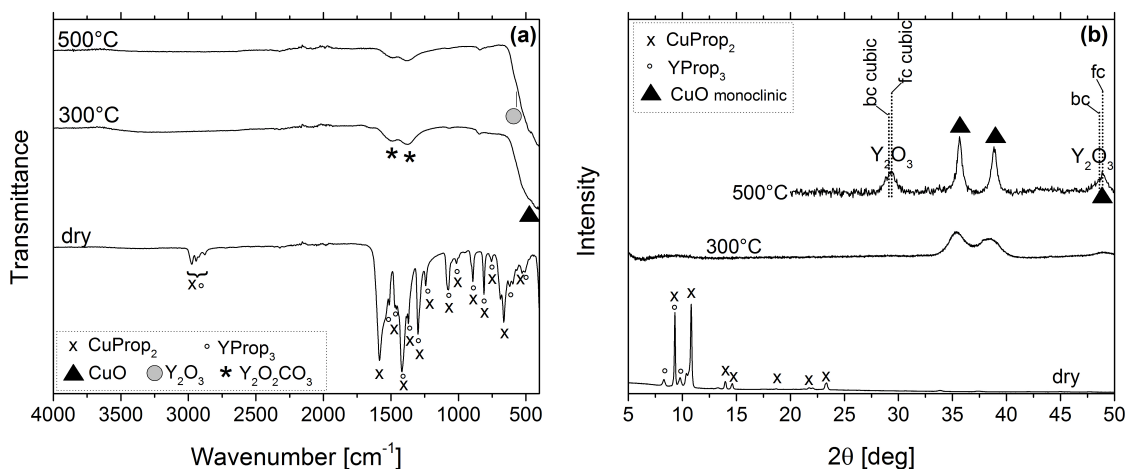 (a)
500°C
300°C
dry
x
x
x
x
x
x
x
x
x
x
x
x
x
x CuProp2
YProp3
CuO
Y2O3
* Y2O2CO3
* *
Transmittance
4000 3500 3000 2500 2000 1500 1000 500
Wavenumber [cm-1]
(b)
x CuProp2
YProp3
CuO monoclinic
bc cubic
fc cubic
fc
bc
Y2O3
Y2O3
500°C
300°C
x x
x x x x x
dry
Intensity
5 10 15 20 25 30 35 40 45 50
2θ [deg]